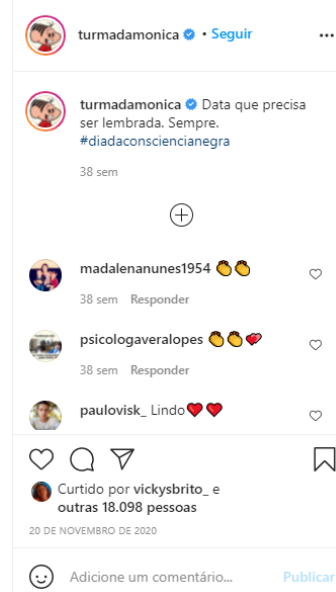 turmadamonica • Seguir
turmadamonica Data que precisa
ser lembrada. Sempre.
#diadaconsciencianegra
38 sem
madalenanunes1954 👏👏
38 sem Responder
psicologaveralopes 👏👏💕
38 sem Responder
paulovisk_ Lindo❤️❤️
Curtido por vickysbrito_ e
outras 18.098 pessoas
20 DE NOVEMBRO DE 2020
Adicione um comentário... Publicar